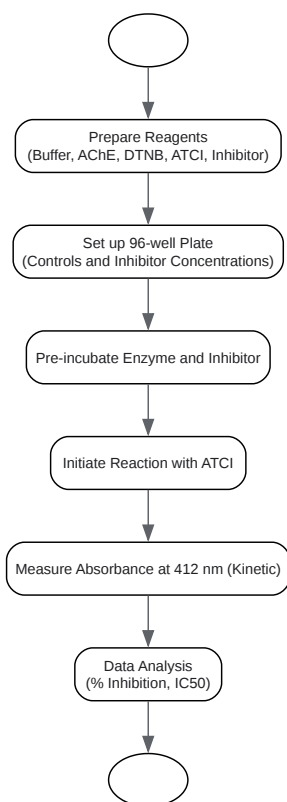 Prepare Reagents
(Buffer, AChE, DTNB, ATCI, Inhibitor)
Set up 96-well Plate
(Controls and Inhibitor Concentrations)
Pre-incubate Enzyme and Inhibitor
Initiate Reaction with ATCI
Measure Absorbance at 412 nm (Kinetic)
Data Analysis
(% Inhibition, IC50)